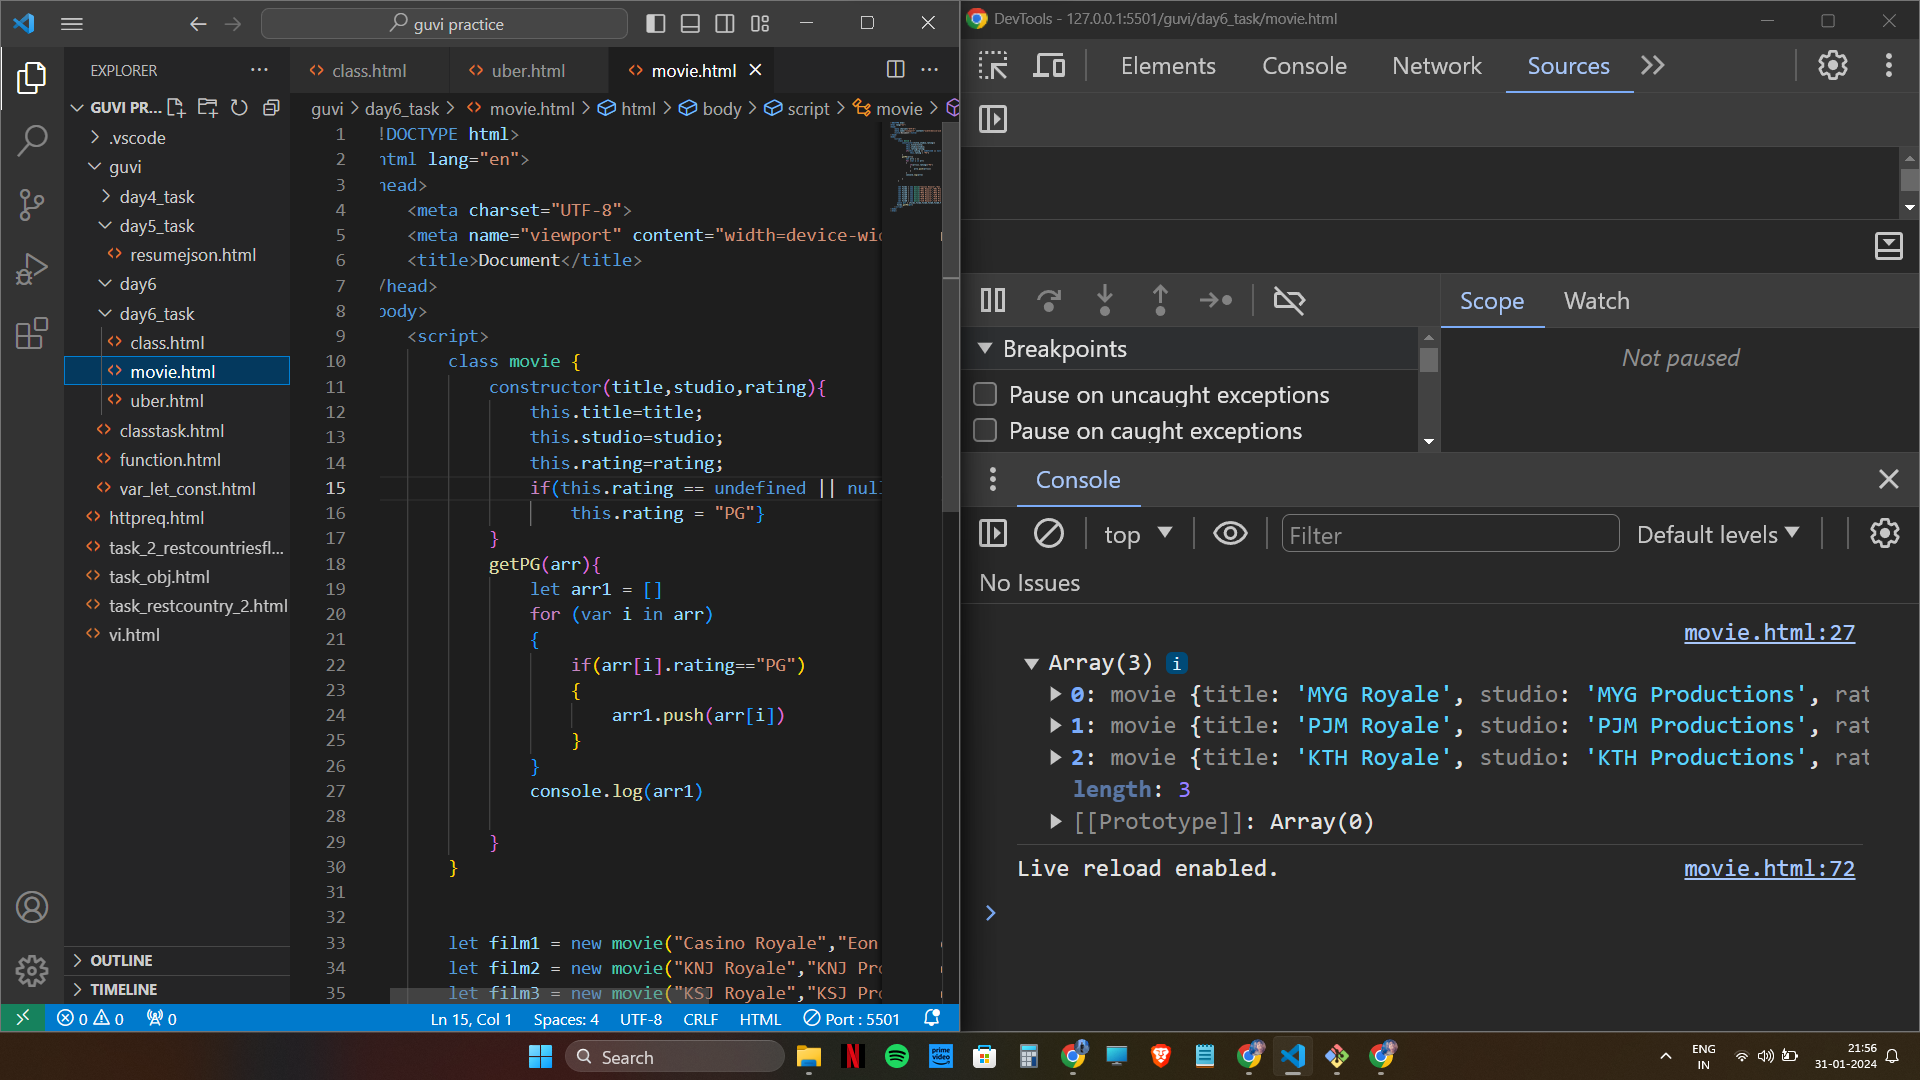 guvi practice
EXPLORER
GUVI PR...
.vscode
guvi
day4_task
day5_task
resumejson.html
day6
day6_task
class.html
movie.html
uber.html
classtask.html
function.html
var_let_const.html
httpreq.html
task_2_restcountriesfl...
task_obj.html
task_restcountry_2.html
vi.html
OUTLINE
TIMELINE
class.html
uber.html
movie.html
guvi > day6_task > movie.html > html > body > script > movie >
1 !DOCTYPE html>
2 html lang="en">
3 head>
4 <meta charset="UTF-8">
5 <meta name="viewport" content="width=device-wid
6 <title>Document</title>
7 /head>
8 body>
9 <script>
10 class movie {
11 constructor(title,studio,rating){
12 this.title=title;
13 this.studio=studio;
14 this.rating=rating;
15 if(this.rating == undefined || null
16 this.rating = "PG"}
17 }
18 getPG(arr){
19 let arr1 = []
20 for (var i in arr)
21 {
22 if(arr[i].rating=="PG")
23 {
24 arr1.push(arr[i])
25 }
26 }
27 console.log(arr1)
28
29 }
30 }
31
32
33 let film1 = new movie("Casino Royale","Eon
34 let film2 = new movie("KNJ Royale","KNJ Pro
35 let film3 = new movie("KSJ Royale","KSJ Pro
0 0 0
Ln 15, Col 1 Spaces: 4 UTF-8 CRLF HTML Port : 5501
DevTools - 127.0.0.1:5501/guvi/day6_task/movie.html
Elements Console Network Sources
Scope Watch
Breakpoints
Not paused
Pause on uncaught exceptions
Pause on caught exceptions
Console
top Filter Default levels
No Issues
movie.html:27
Array(3) i
0: movie {title: 'MYG Royale', studio: 'MYG Productions', rat
1: movie {title: 'PJM Royale', studio: 'PJM Productions', rat
2: movie {title: 'KTH Royale', studio: 'KTH Productions', rat
length: 3
[[Prototype]]: Array(0)
Live reload enabled. movie.html:72
Search
prime video
ENG
IN
21:56
31-01-2024